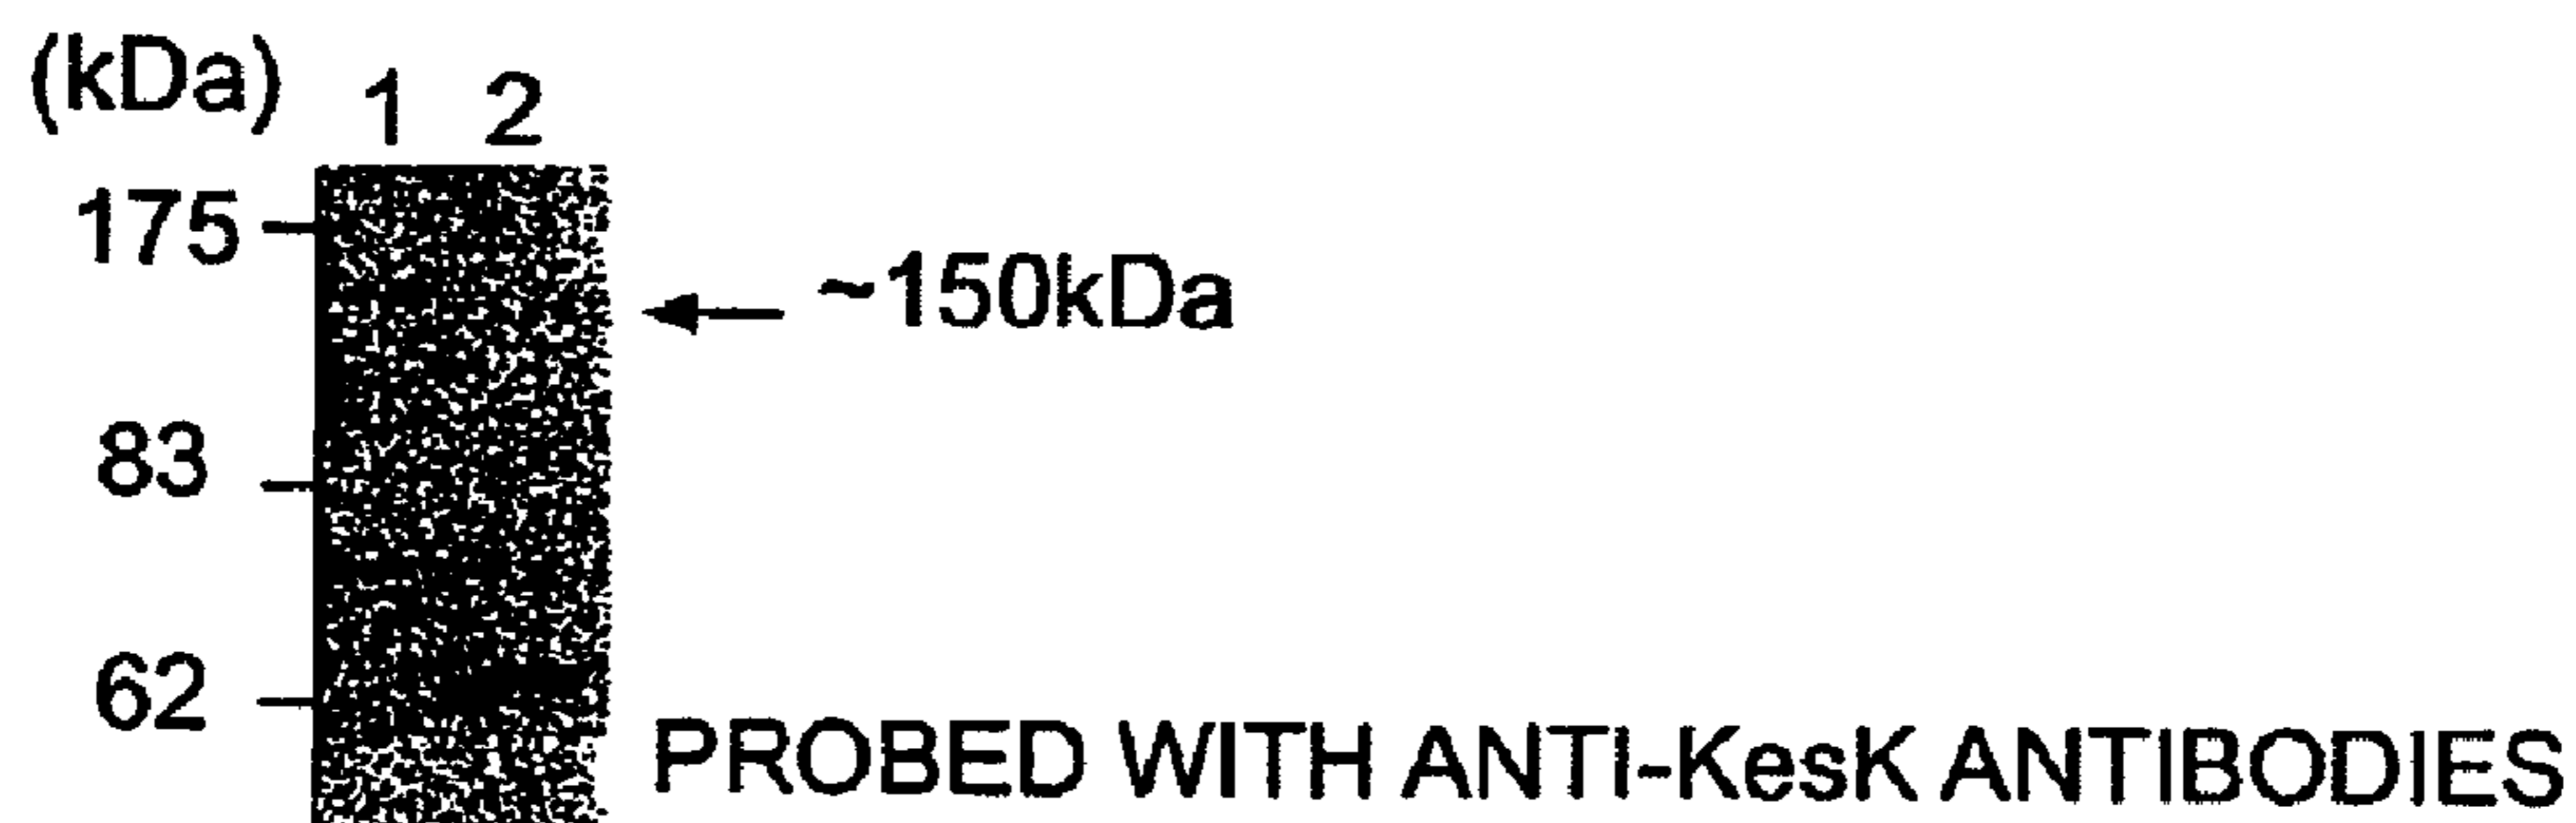 (kDa) 1 2
175
~150kDa
83
62
PROBED WITH ANTI-KesK ANTIBODIES